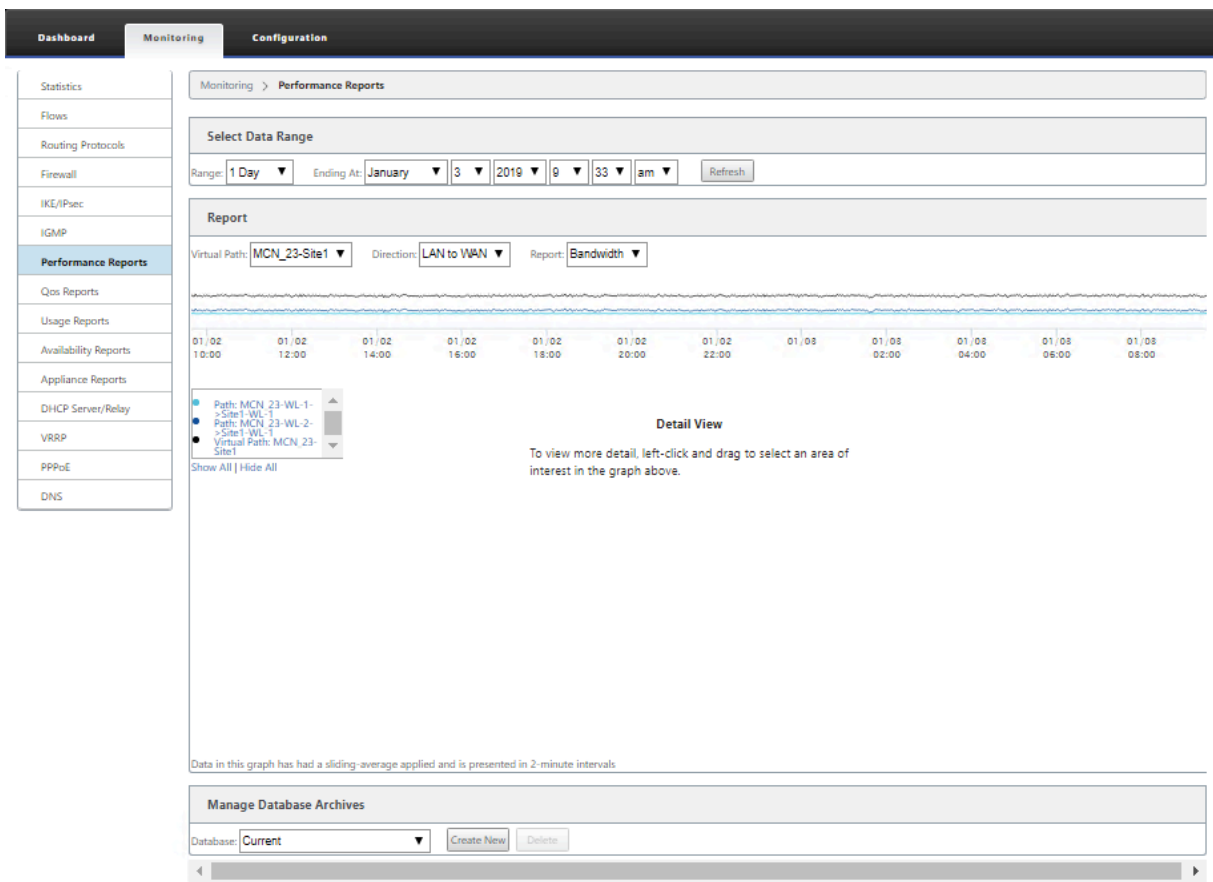 Dashboard Monitoring Configuration
Statistics
Flows
Routing Protocols
Firewall
IKE/IPsec
IGMP
Performance Reports
Qos Reports
Usage Reports
Availability Reports
Appliance Reports
DHCP Server/Relay
VRRP
PPPoE
DNS
Monitoring > Performance Reports
Select Data Range
Range: 1 Day ▼ Ending At: January ▼ 3 ▼ 2019 ▼ 9 ▼ 33 ▼ am ▼ Refresh
Report
Virtual Path: MCN_23-Site1 ▼ Direction: LAN to WAN ▼ Report: Bandwidth ▼
01/02 01/02 01/02 01/02 01/02 01/02 01/02 01/03 01/03 01/03 01/03 01/03
10:00 12:00 14:00 16:00 18:00 20:00 22:00 02:00 04:00 06:00 08:00
Path: MCN_23-WL-1-
>Site1-WL-1
Path: MCN_23-WL-2-
>Site1-WL-1
Virtual Path: MCN_23-
Site1
Show All | Hide All
Detail View
To view more detail, left-click and drag to select an area of
interest in the graph above.
Data in this graph has had a sliding-average applied and is presented in 2-minute intervals
Manage Database Archives
Database: Current ▼ Create New Delete